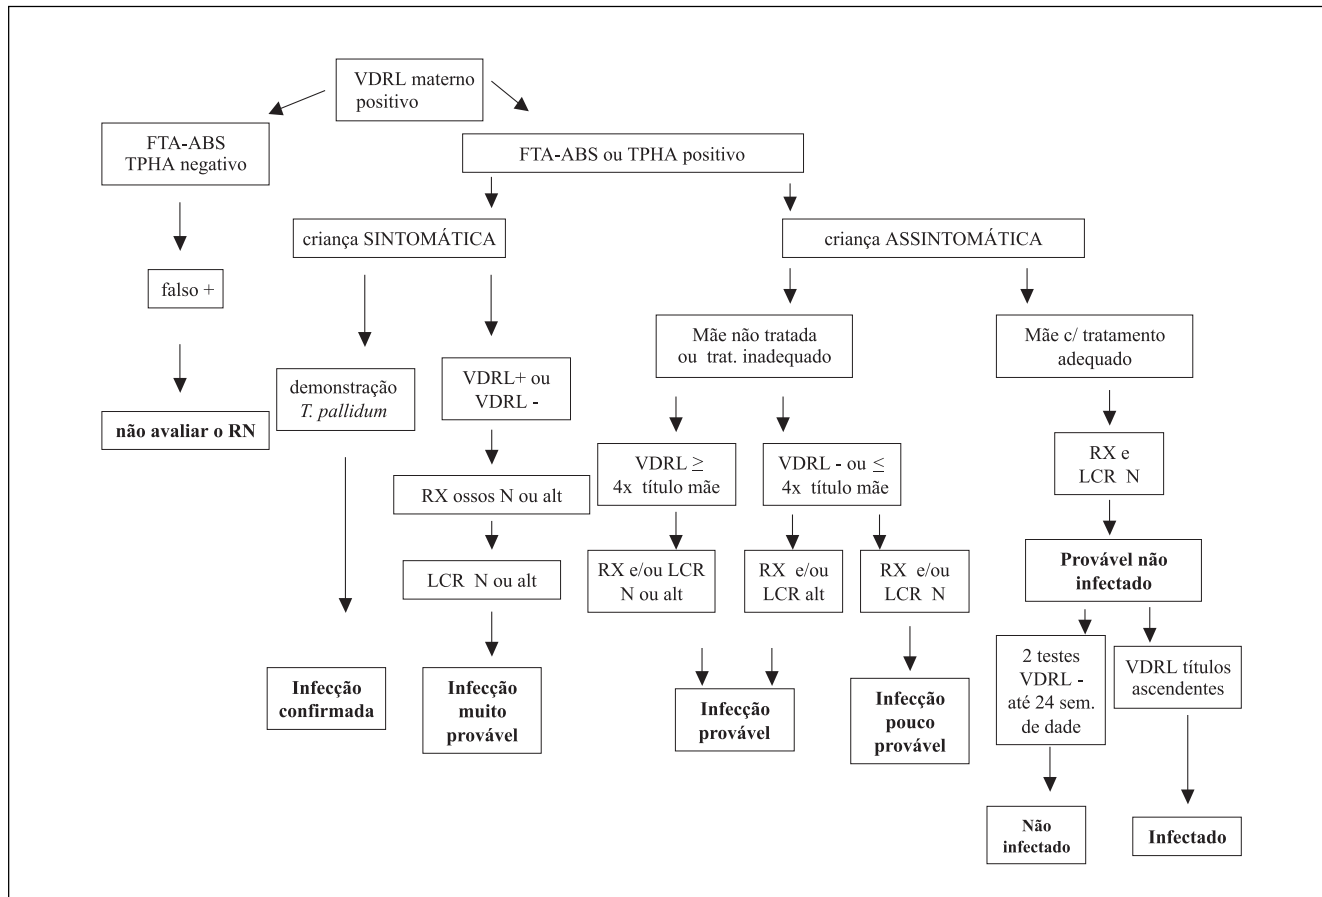 VDRL materno
positivo
FTA-ABS
TPHA negativo
FTA-ABS ou TPHA positivo
criança SINTOMÁTICA
criança ASSINTOMÁTICA
falso +
Mãe não tratada
ou trat. inadequado
Mãe c/ tratamento
adequado
não avaliar o RN
demonstração
T. pallidum
VDRL+ ou
VDRL -
VDRL ≥
4x título mãe
VDRL - ou ≤
4x título mãe
RX e
LCR N
RX ossos N ou alt
LCR N ou alt
RX e/ou LCR
N ou alt
RX e/ou
LCR alt
RX e/ou
LCR N
Provável não
infectado
Infecção
confirmada
Infecção
muito
provável
Infecção
provável
Infecção
pouco
provável
2 testes
VDRL -
até 24 sem.
de dade
VDRL títulos
ascendentes
Não
infectado
Infectado